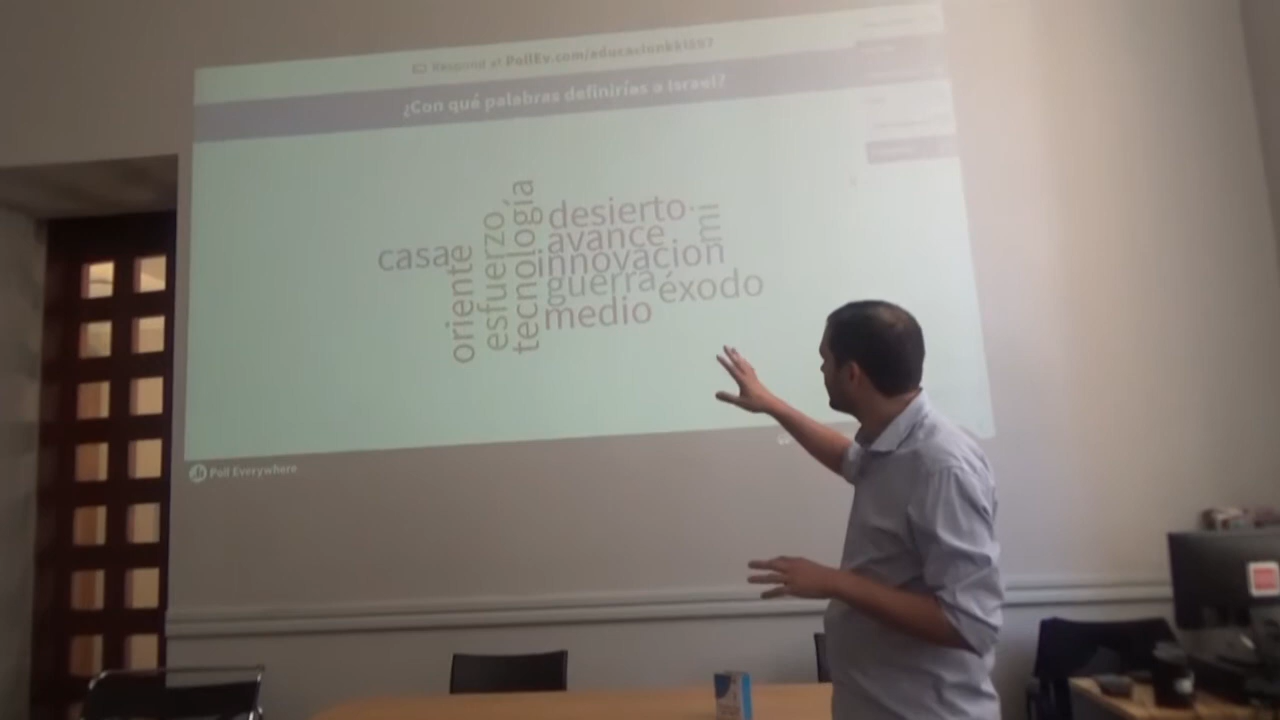 Respond at PollEv.com/educacionkkl597
¿Con qué palabras definirías a Israel?
casa
oriente
esfuerzo
tecnología
desierto
mi
avance
innovacion
guerra
éxodo
medio
Poll Everywhere